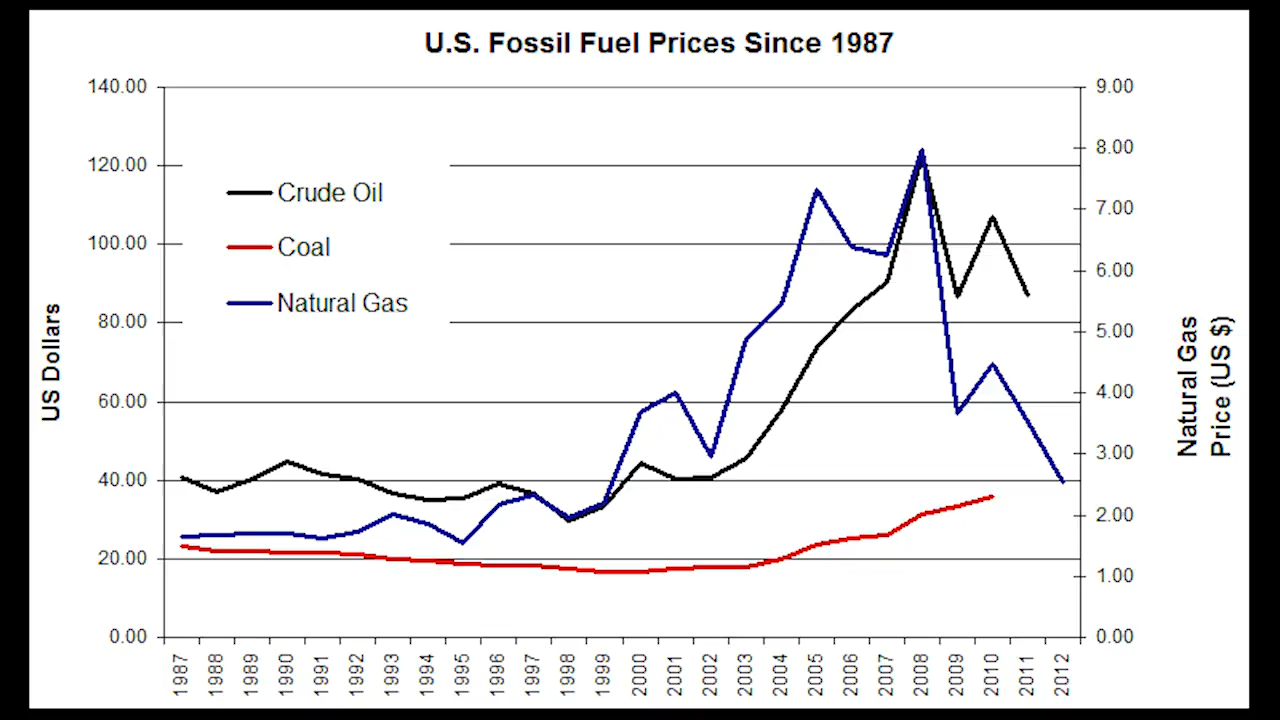 U.S. Fossil Fuel Prices Since 1987
140.00
120.00
100.00
80.00
60.00
40.00
20.00
0.00
US Dollars
Crude Oil
Coal
Natural Gas
9.00
8.00
7.00
6.00
5.00
4.00
3.00
2.00
1.00
0.00
Natural Gas
Price (US $)
1987 1988 1989 1990 1991 1992 1993 1994 1995 1996 1997 1998 1999 2000 2001 2002 2003 2004 2005 2006 2007 2008 2009 2010 2011 2012